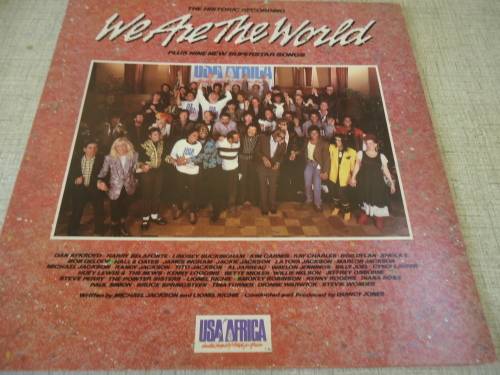 THE HISTORIC RECORDING
We Are The World
PLUS NINE NEW SUPERSTAR SONGS
USA AFRICA
DAN AYKROYD · HARRY BELAFONTE · LINDSEY BUCKINGHAM · KIM CARNES · RAY CHARLES · BOB DYLAN · SHEILA E.
BOB GELDOF · HALL & OATES · JAMES INGRAM · JACKIE JACKSON · LATOYA JACKSON · MARLON JACKSON
MICHAEL JACKSON · RANDY JACKSON · TITO JACKSON · AL JARREAU · WAYLON JENNINGS · BILLY JOEL · CYNDI LAUPER
HUEY LEWIS & THE NEWS · KENNY LOGGINS · BETTE MIDLER · WILLIE NELSON · JEFFREY OSBORNE
STEVE PERRY · THE POINTER SISTERS · LIONEL RICHIE · SMOKEY ROBINSON · KENNY ROGERS · DIANA ROSS
PAUL SIMON · BRUCE SPRINGSTEEN · TINA TURNER · DIONNE WARWICK · STEVIE WONDER
Written by MICHAEL JACKSON and LIONEL RICHIE · Conducted and Produced by QUINCY JONES
USA AFRICA